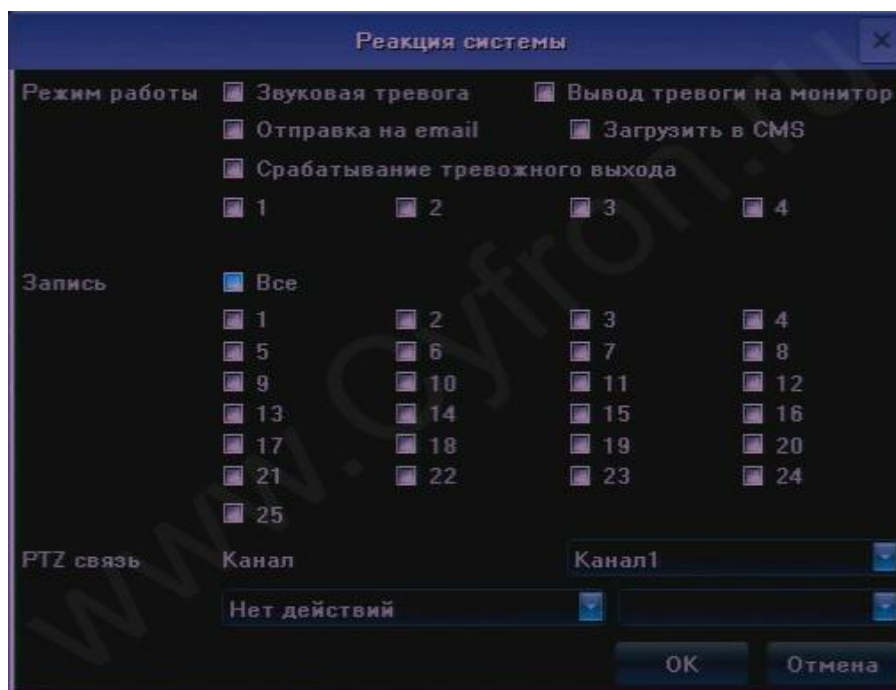 Реакция системы
Режим работы Звуковая тревога Вывод тревоги на монитор
Отправка на email Загрузить в CMS
Срабатывание тревожного выхода
1 2 3 4
Запись Все
1 2 3 4
5 6 7 8
9 10 11 12
13 14 15 16
17 18 19 20
21 22 23 24
25
PTZ связь Канал Канал1
Нет действий
OK Отмена
www.Cyfron.ru